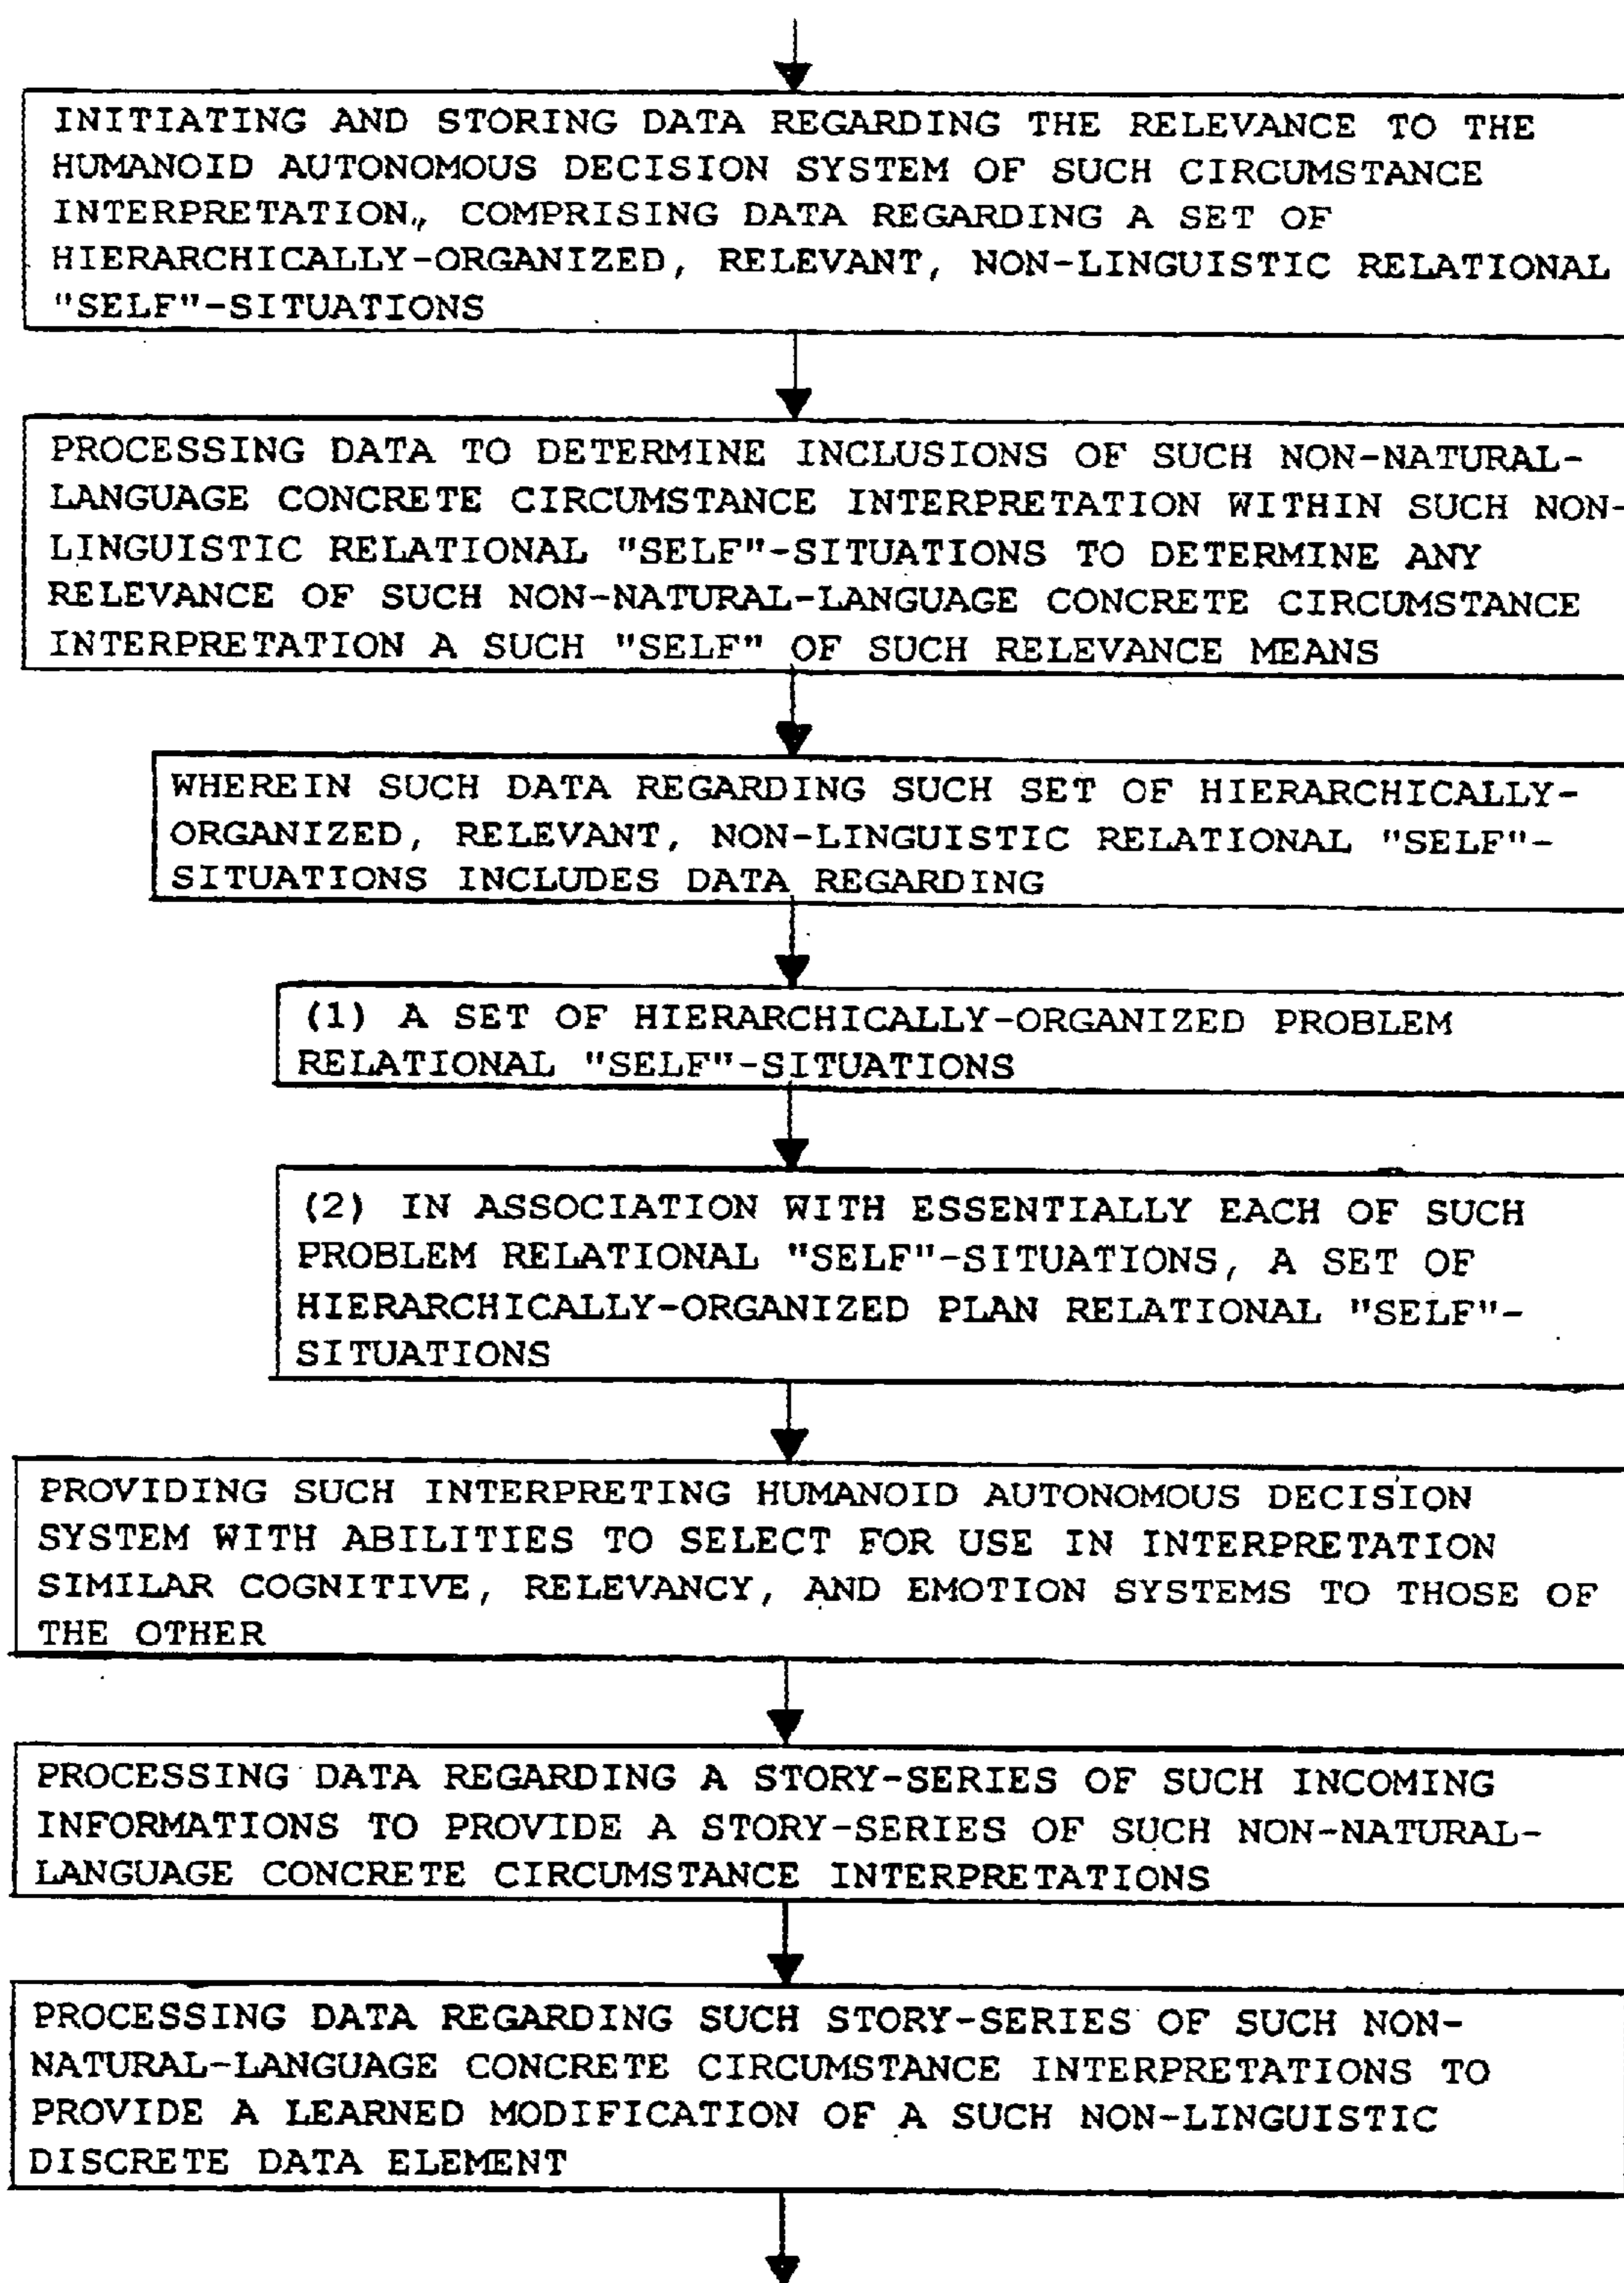 INITIATING AND STORING DATA REGARDING THE RELEVANCE TO THE
HUMANOID AUTONOMOUS DECISION SYSTEM OF SUCH CIRCUMSTANCE
INTERPRETATION, COMPRISING DATA REGARDING A SET OF
HIERARCHICALLY-ORGANIZED, RELEVANT, NON-LINGUISTIC RELATIONAL
"SELF"-SITUATIONS
PROCESSING DATA TO DETERMINE INCLUSIONS OF SUCH NON-NATURAL-
LANGUAGE CONCRETE CIRCUMSTANCE INTERPRETATION WITHIN SUCH NON-
LINGUISTIC RELATIONAL "SELF"-SITUATIONS TO DETERMINE ANY
RELEVANCE OF SUCH NON-NATURAL-LANGUAGE CONCRETE CIRCUMSTANCE
INTERPRETATION A SUCH "SELF" OF SUCH RELEVANCE MEANS
WHEREIN SUCH DATA REGARDING SUCH SET OF HIERARCHICALLY-
ORGANIZED, RELEVANT, NON-LINGUISTIC RELATIONAL "SELF"-
SITUATIONS INCLUDES DATA REGARDING
(1) A SET OF HIERARCHICALLY-ORGANIZED PROBLEM
RELATIONAL "SELF"-SITUATIONS
(2) IN ASSOCIATION WITH ESSENTIALLY EACH OF SUCH
PROBLEM RELATIONAL "SELF"-SITUATIONS, A SET OF
HIERARCHICALLY-ORGANIZED PLAN RELATIONAL "SELF"-
SITUATIONS
PROVIDING SUCH INTERPRETING HUMANOID AUTONOMOUS DECISION
SYSTEM WITH ABILITIES TO SELECT FOR USE IN INTERPRETATION
SIMILAR COGNITIVE, RELEVANCY, AND EMOTION SYSTEMS TO THOSE OF
THE OTHER
PROCESSING DATA REGARDING A STORY-SERIES OF SUCH INCOMING
INFORMATIONS TO PROVIDE A STORY-SERIES OF SUCH NON-NATURAL-
LANGUAGE CONCRETE CIRCUMSTANCE INTERPRETATIONS
PROCESSING DATA REGARDING SUCH STORY-SERIES OF SUCH NON-
NATURAL-LANGUAGE CONCRETE CIRCUMSTANCE INTERPRETATIONS TO
PROVIDE A LEARNED MODIFICATION OF A SUCH NON-LINGUISTIC
DISCRETE DATA ELEMENT